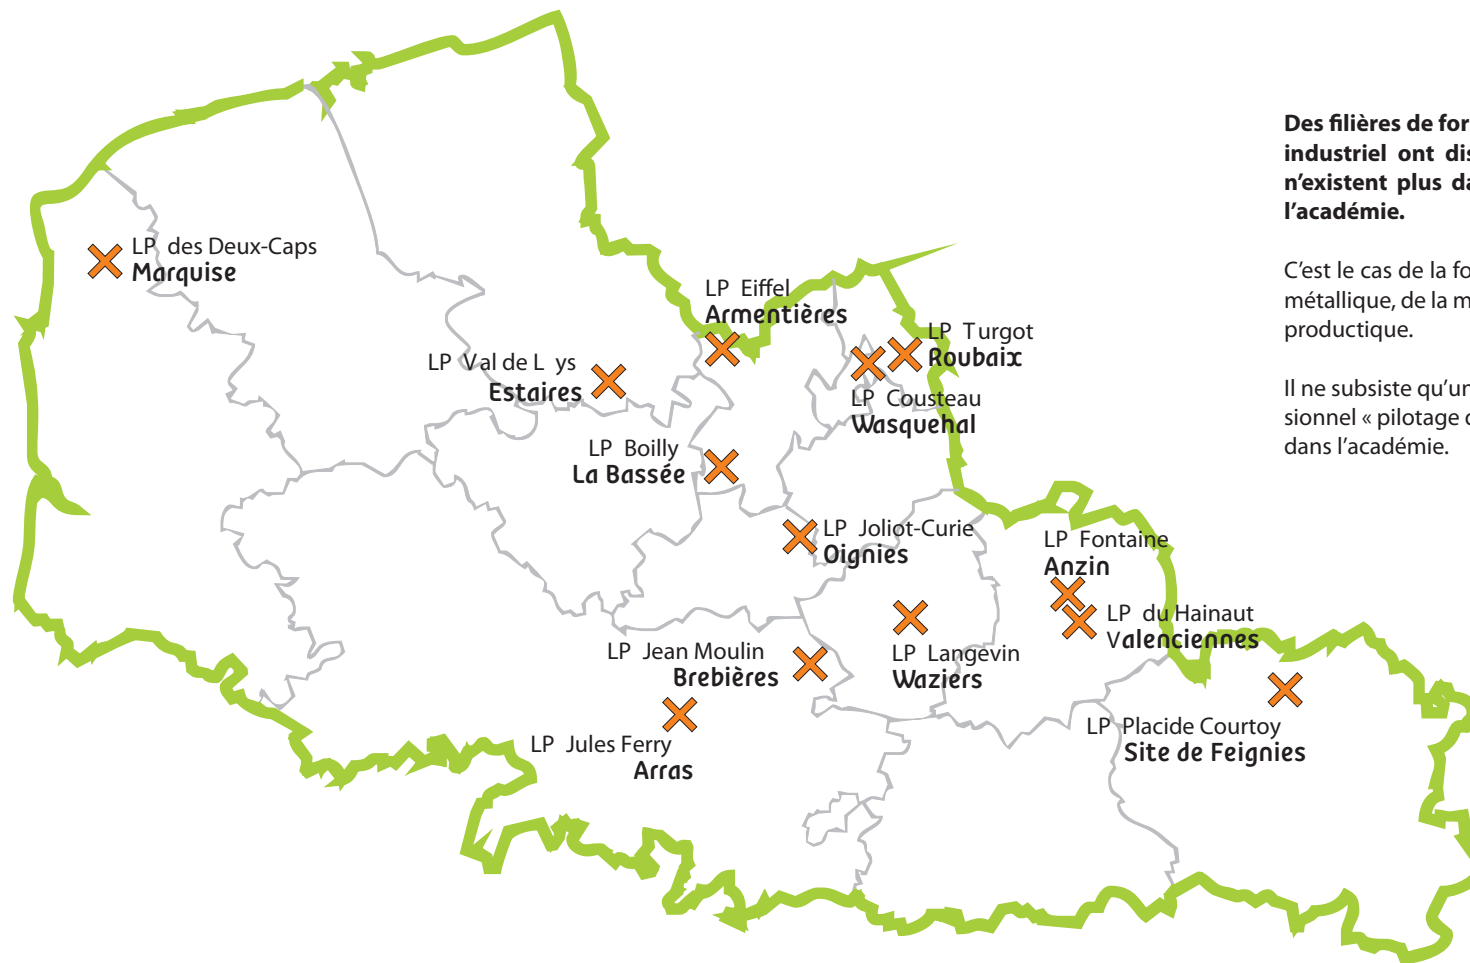 LP des Deux-Caps
Marquise
LP Eiffel
Armentières
LP Turgot
Roubaix
LP Val de L ys
Estaires
LP Cousteau
Wasquehal
LP Boilly
La Bassée
LP Joliot-Curie
Oignies
LP Fontaine
Anzin
LP du Hainaut
Valenciennes
LP Jean Moulin
Brebières
LP Langevin
Waziers
LP Placide Courtoy
Site de Feignies
LP Jules Ferry
Arras
Des filières de for
industriel ont dis
n’existent plus da
l’académie.
C’est le cas de la fo
métallique, de la m
productique.
Il ne subsiste qu’un
sionnel « pilotage d
dans l’académie.